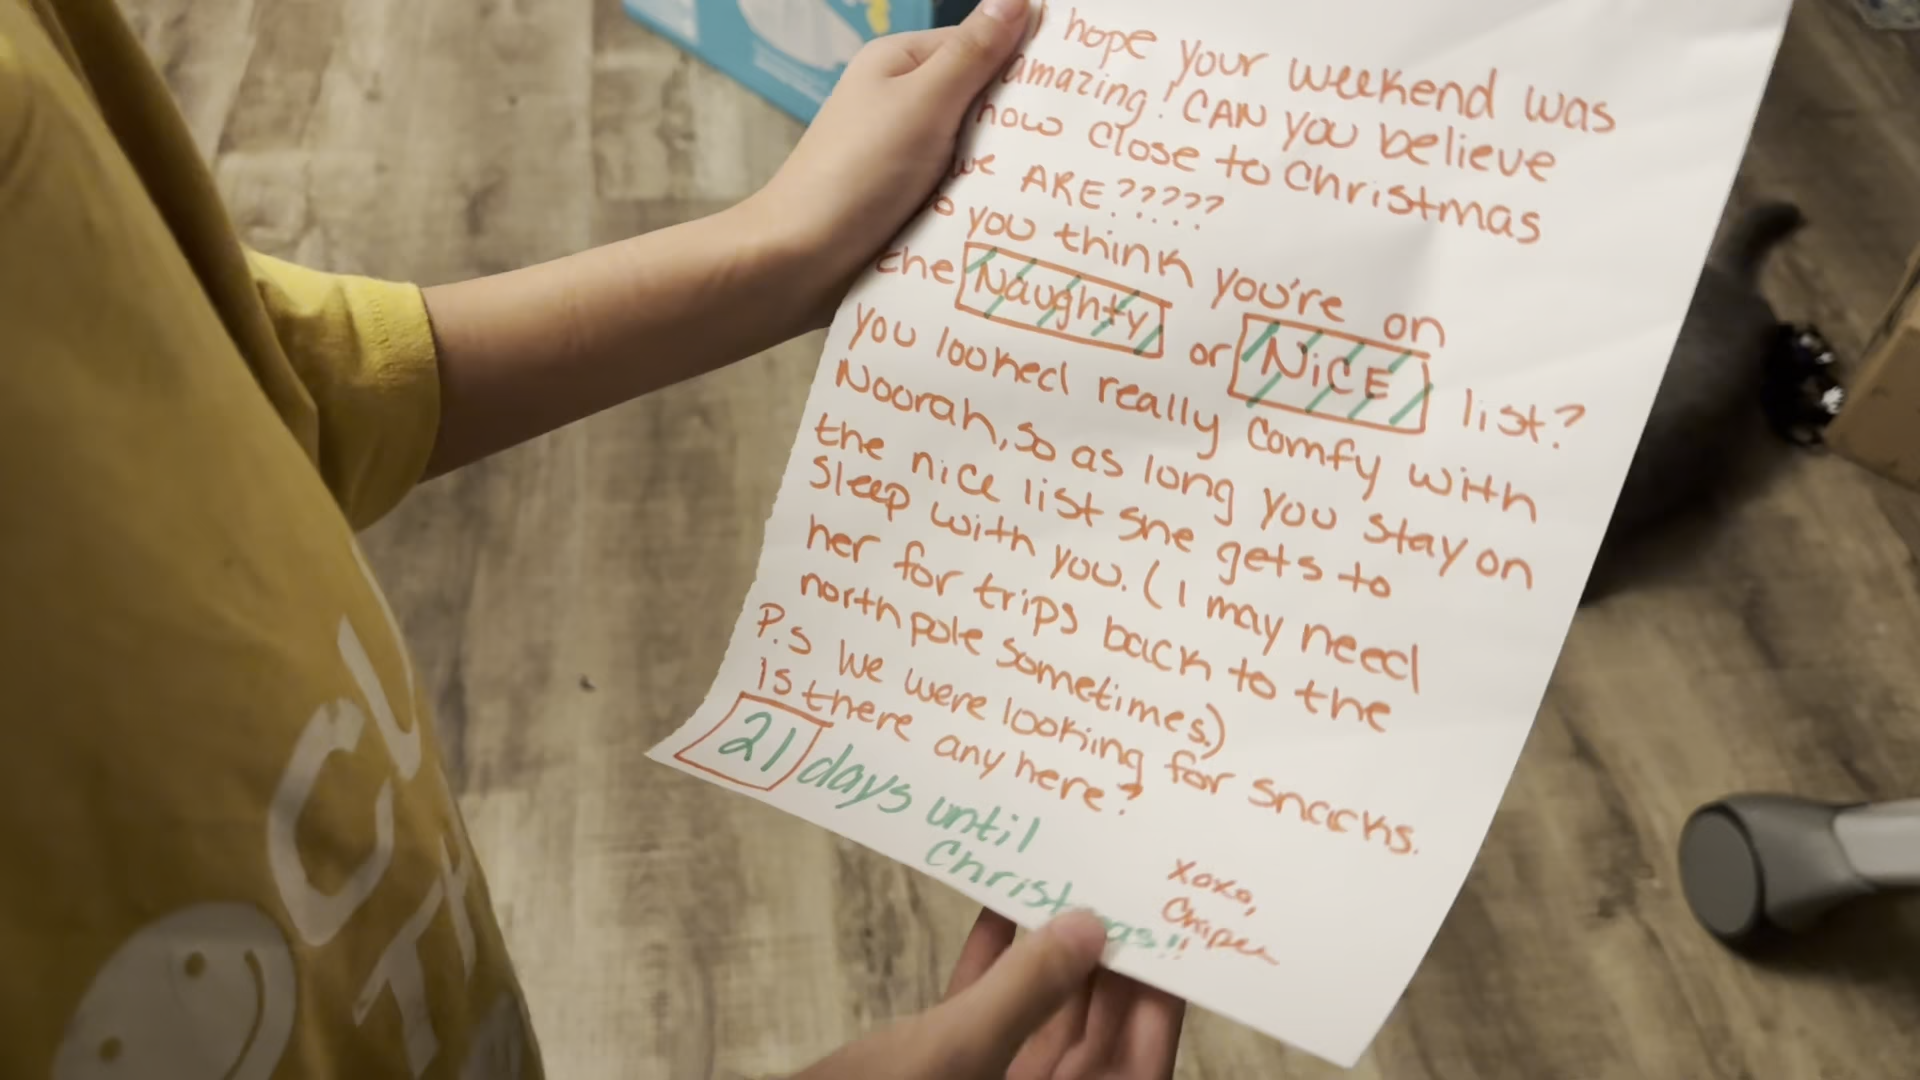 hope your weekend was
amazing! CAN you believe
how close to Christmas
we ARE?????
you think you're on
the Naughty or NiCE list?
you looked really comfy with
Noorah, so as long you stay on
the nice list she gets to
sleep with you. (I may need
her for trips back to the
north pole sometimes.)
P.S we were looking for snacks.
is there any here?
21 days until
Christmas!!
xoxo,